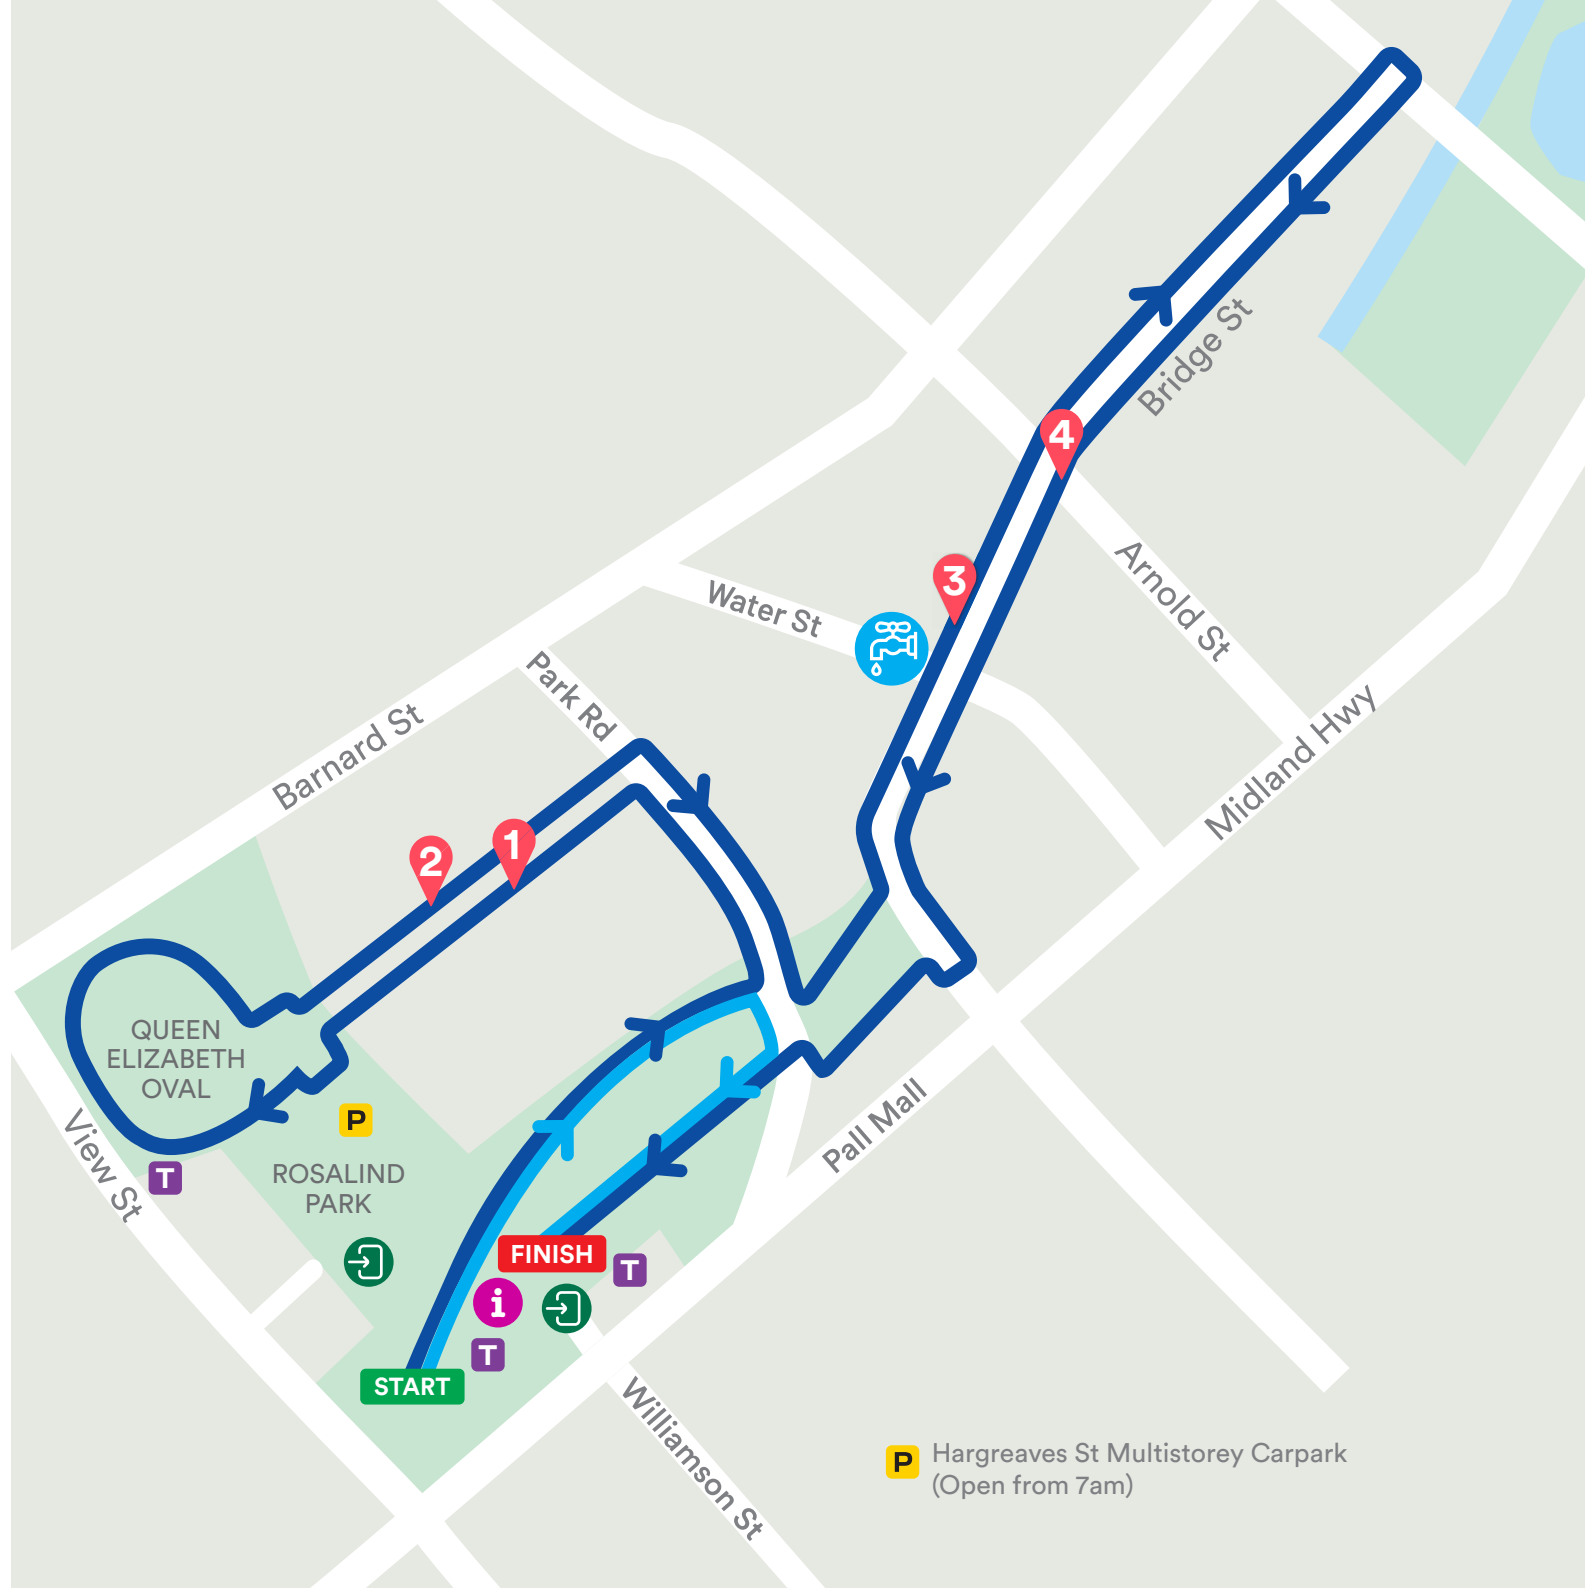 Bridge St
4
3
Arnold St
Water St
Park Rd
Barnard St
Midland Hwy
1
2
QUEEN
ELIZABETH
OVAL
P
Pall Mall
View St
T
ROSALIND
PARK
FINISH
T
i
T
START
Williamson St
P
Hargreaves St Multistorey Carpark
(Open from 7am)